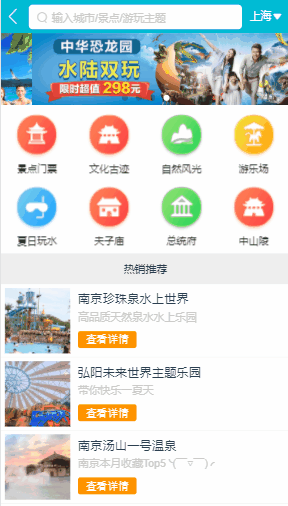 输入城市/景点/游玩主题
上海
中华恐龙园
水陆双玩
限时超值 298元
景点门票 文化古迹 自然风光 游乐场
夏日玩水 夫子庙 总统府 中山陵
热销推荐
南京珍珠泉水上世界
高品质天然泉水水上乐园
查看详情
弘阳未来世界主题乐园
带你快乐一夏天
查看详情
南京汤山一号温泉
南京本月收藏Top5╰(￣▽￣)╭
查看详情